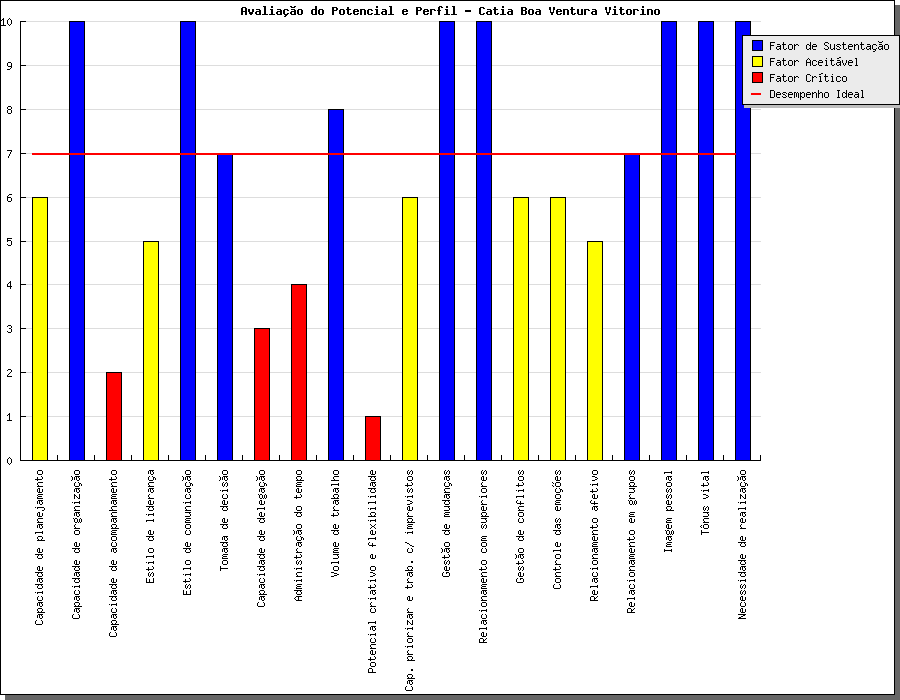 Avaliação do Potencial e Perfil - Catia Boa Ventura Vitorino
10
9
8
7
6
5
4
3
2
1
0
Fator de Sustentação
Fator Aceitável
Fator Crítico
Desempenho Ideal
Capacidade de planejamento
Capacidade de organização
Capacidade de acompanhamento
Estilo de liderança
Estilo de comunicação
Tomada de decisão
Capacidade de delegação
Administração do tempo
Volume de trabalho
Potencial criativo e flexibilidade
Cap. priorizar e trab. c/ imprevistos
Gestão de mudanças
Relacionamento com superiores
Gestão de conflitos
Controle das emoções
Relacionamento afetivo
Relacionamento em grupos
Imagem pessoal
Tônus vital
Necessidade de realização